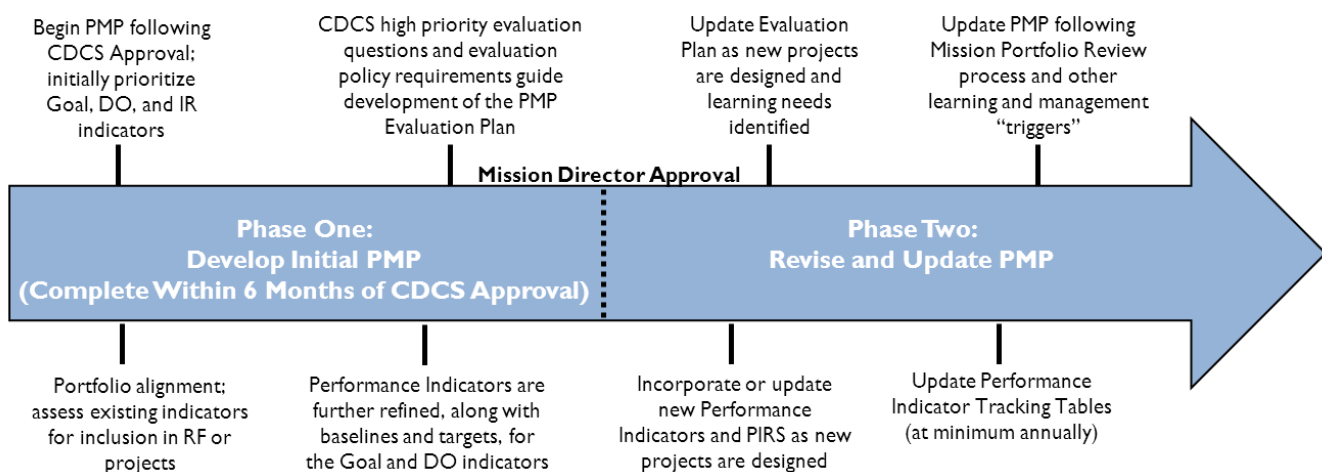 Begin PMP following
CDCS Approval;
initially prioritize
Goal, DO, and IR
indicators
CDCS high priority evaluation
questions and evaluation
policy requirements guide
development of the PMP
Evaluation Plan
Update Evaluation
Plan as new projects
are designed and
learning needs
identified
Update PMP following
Mission Portfolio Review
process and other
learning and management
“triggers”
Mission Director Approval
Phase One:
Develop Initial PMP
(Complete Within 6 Months of CDCS Approval)
Phase Two:
Revise and Update PMP
Portfolio alignment;
assess existing indicators
for inclusion in RF or
projects
Performance Indicators are
further refined, along with
baselines and targets, for
the Goal and DO indicators
Incorporate or update
new Performance
Indicators and PIRS as new
projects are designed
Update Performance
Indicator Tracking Tables
(at minimum annually)